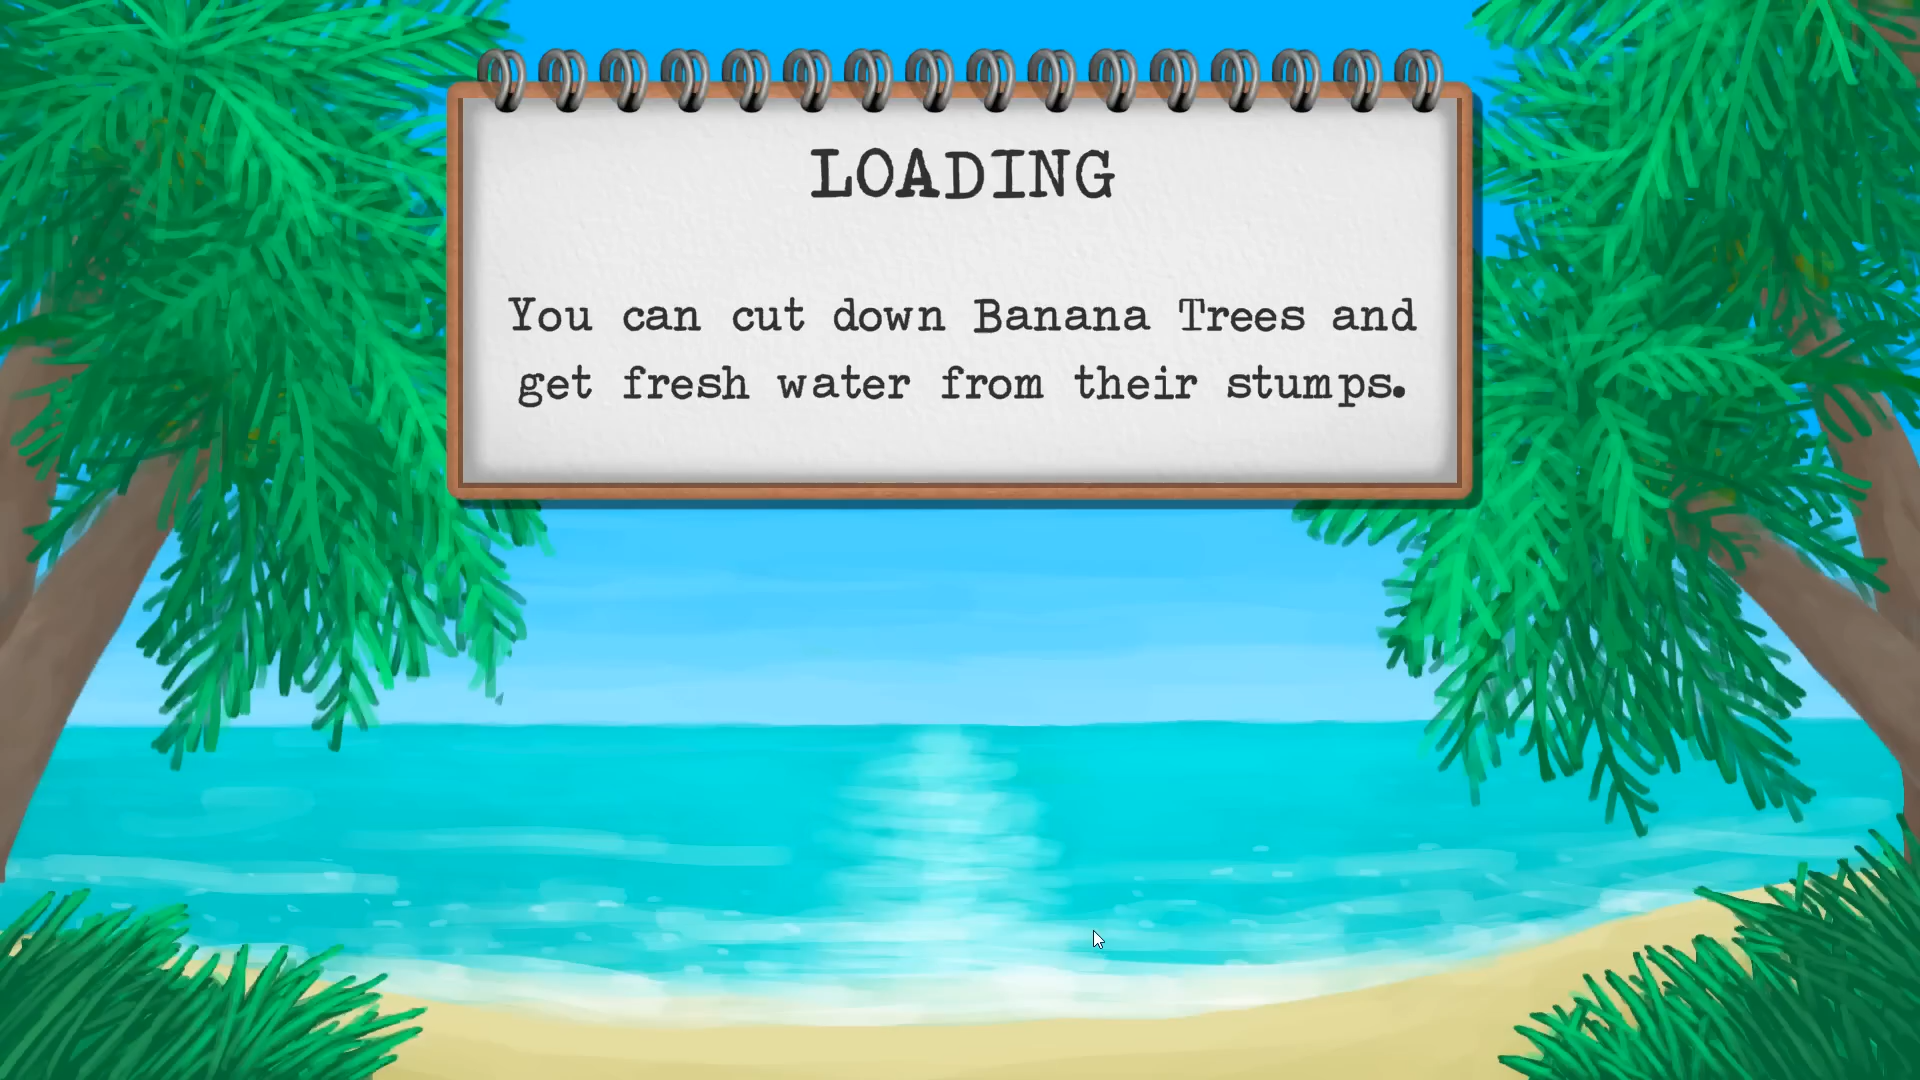 LOADING
You can cut down Banana Trees and
get fresh water from their stumps.